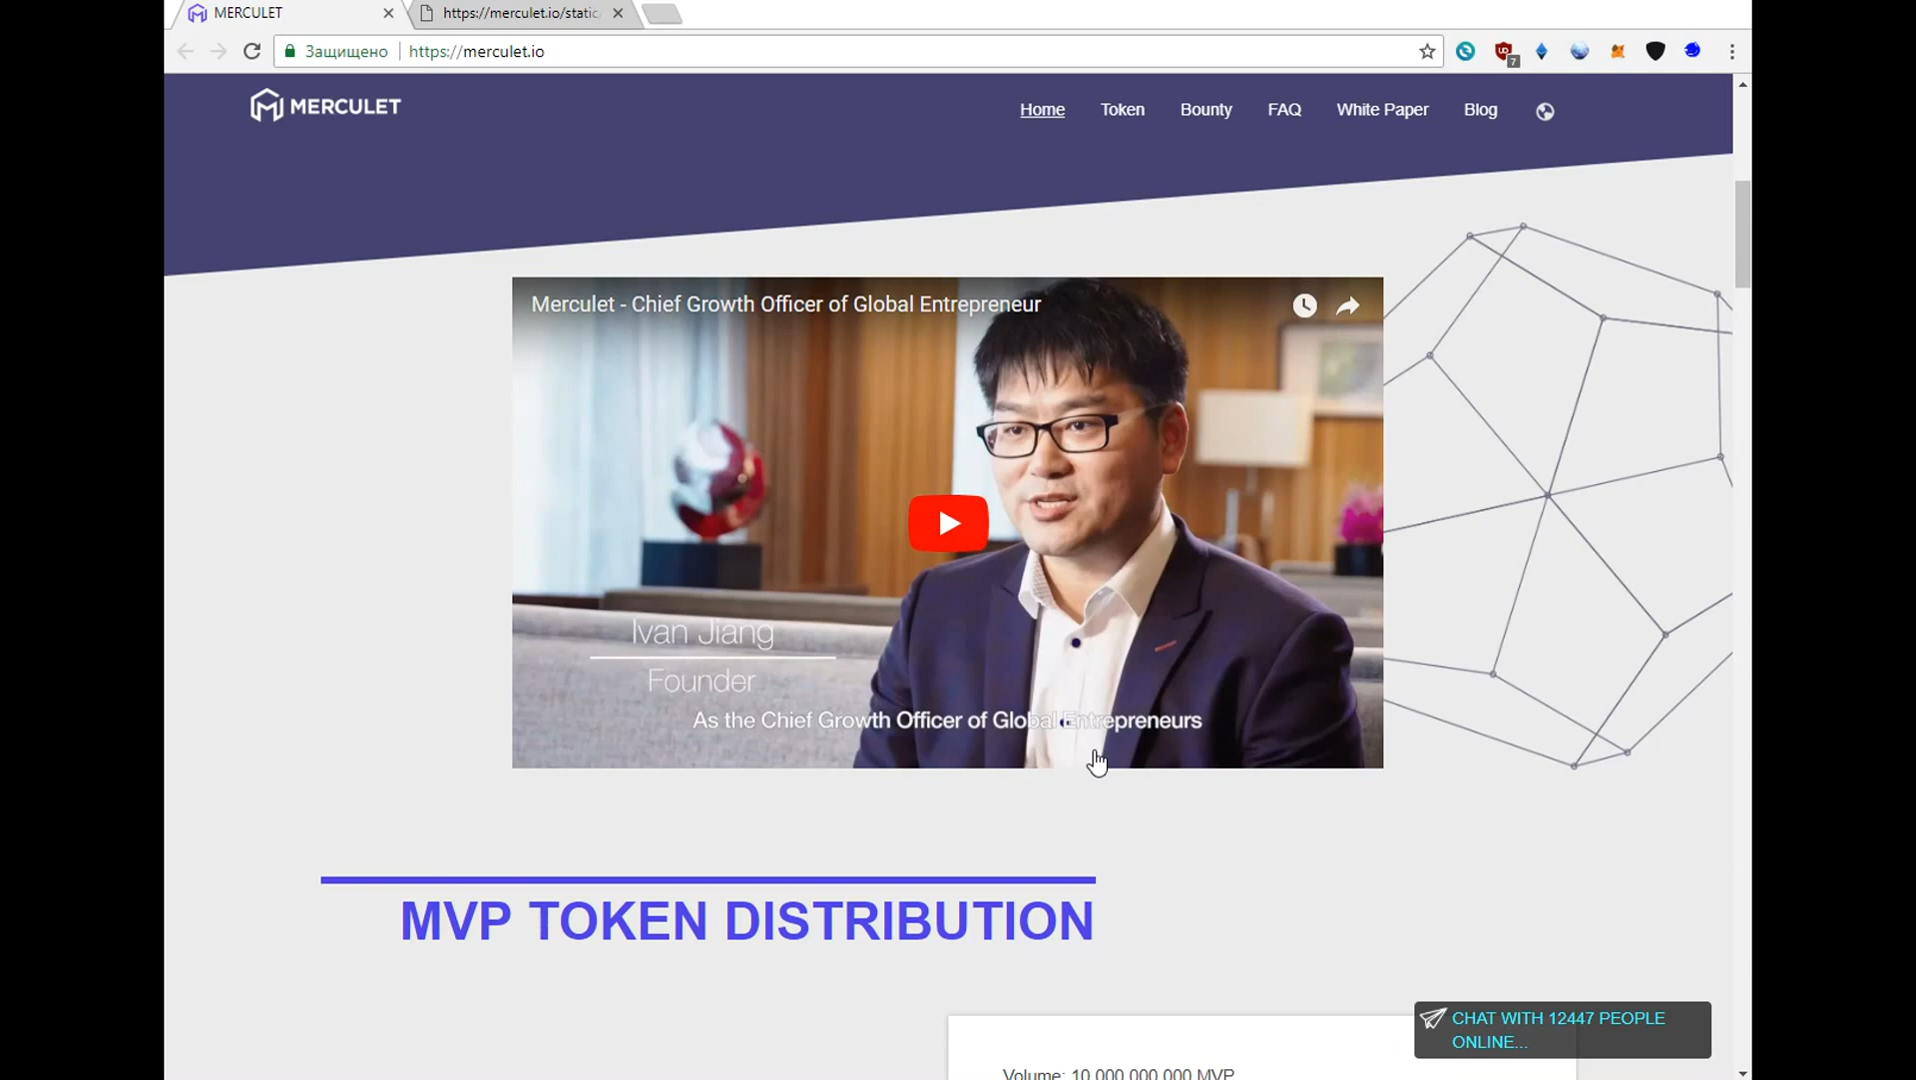 MERCULET
https://merculet.io/static
Защищено
https://merculet.io
7
MERCULET
Home
Token
Bounty
FAQ
White Paper
Blog
Merculet - Chief Growth Officer of Global Entrepreneur
Ivan Jiang
Founder
As the Chief Growth Officer of Global Entrepreneurs
MVP TOKEN DISTRIBUTION
CHAT WITH 12447 PEOPLE
ONLINE...
Volume: 10 000 000 000 MVP